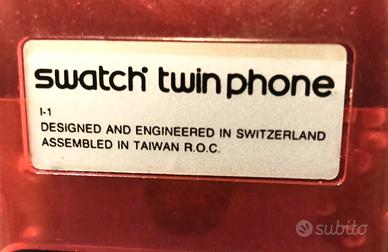 swatch twinphone
I-1
DESIGNED AND ENGINEERED IN SWITZERLAND
ASSEMBLED IN TAIWAN R.O.C.
subito